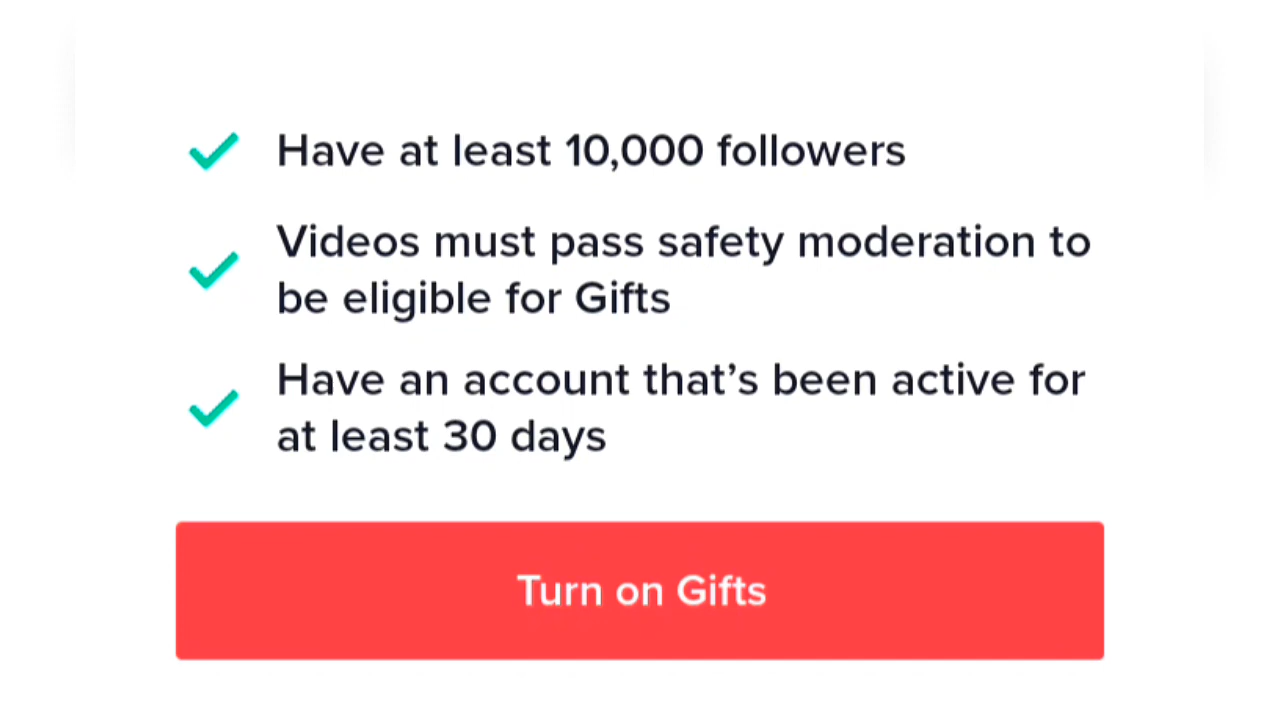 Have at least 10,000 followers
Videos must pass safety moderation to
be eligible for Gifts
Have an account that’s been active for
at least 30 days
Turn on Gifts